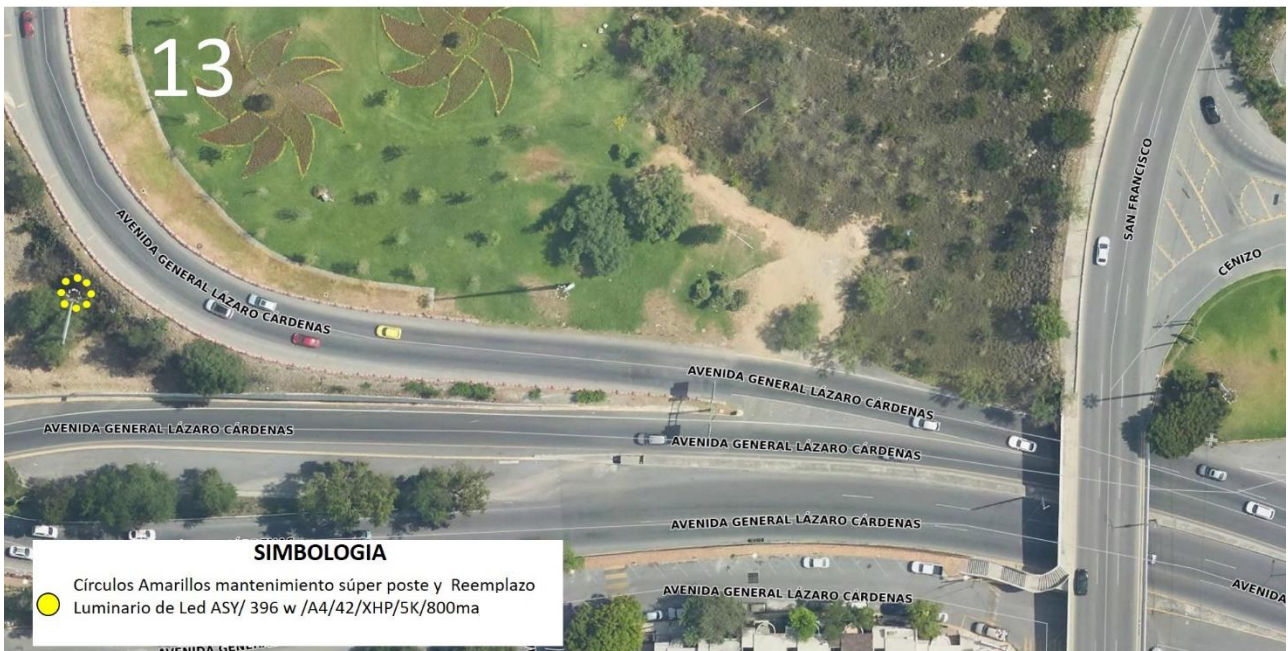 13
SAN FRANCISCO
CENIZO
AVENIDA GENERAL LÁZARO CÁRDENAS
AVENIDA GENERAL LÁZARO CÁRDENAS
AVENIDA GENERAL LÁZARO CÁRDENAS
AVENIDA GENERAL LÁZARO CÁRDENAS
AVENIDA GENERAL LÁZARO CÁRDENAS
AVENIDA
AVENIDA GENERAL LÁZARO CÁRDENAS
SIMBOLOGIA
Círculos Amarillos mantenimiento súper poste y Reemplazo
Luminario de Led ASY/ 396 w /A4/42/XHP/5K/800ma
AVENIDA